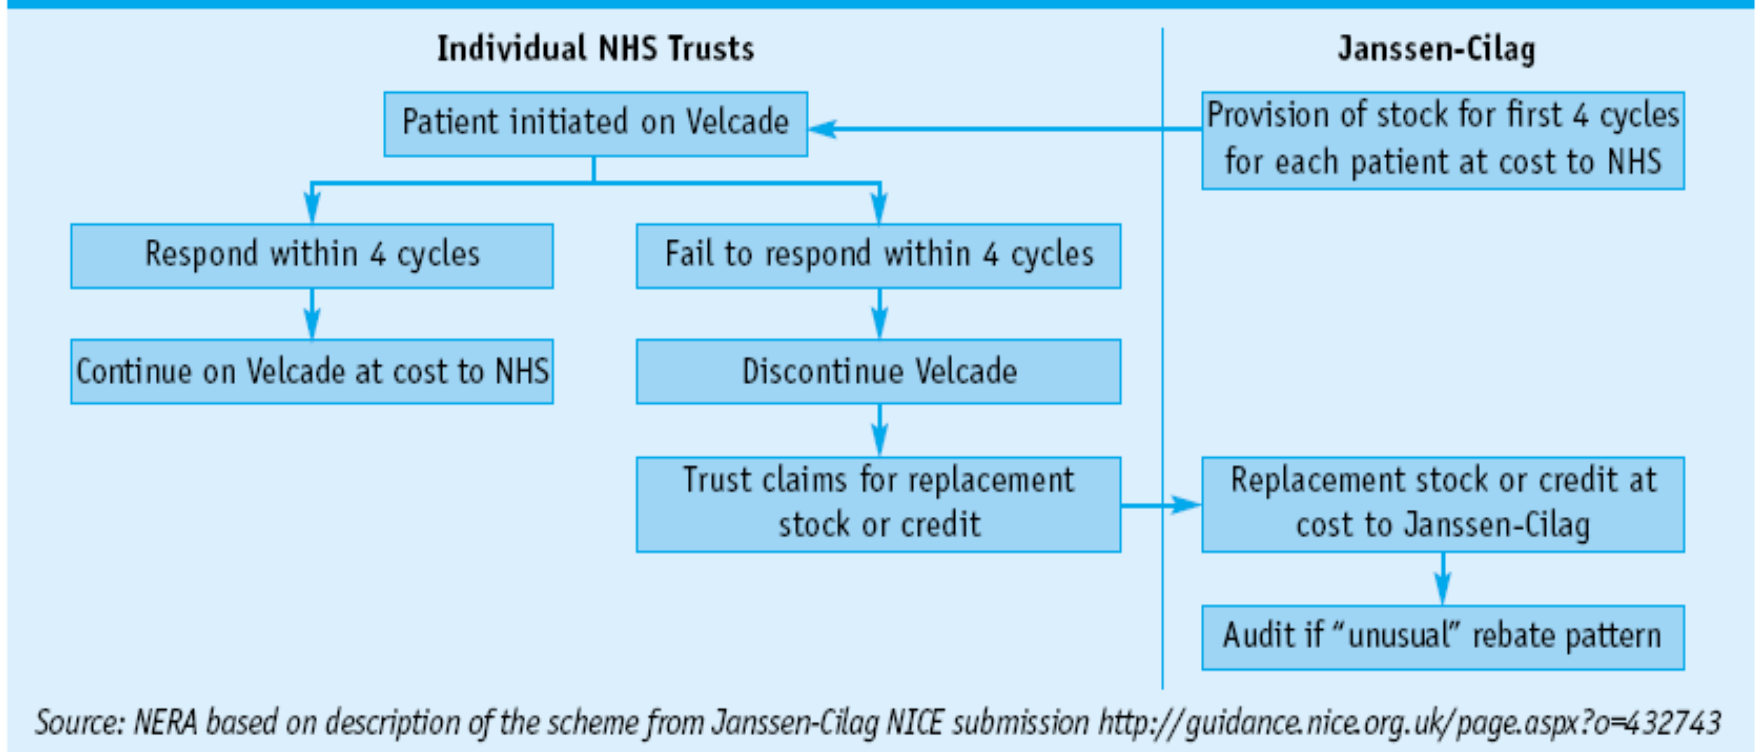 Individual NHS Trusts
Janssen-Cilag
Patient initiated on Velcade
Provision of stock for first 4 cycles
for each patient at cost to NHS
Respond within 4 cycles
Fail to respond within 4 cycles
Continue on Velcade at cost to NHS
Discontinue Velcade
Trust claims for replacement
stock or credit
Replacement stock or credit at
cost to Janssen-Cilag
Audit if “unusual” rebate pattern
Source: NERA based on description of the scheme from Janssen-Cilag NICE submission http://guidance.nice.org.uk/page.aspx?o=432743